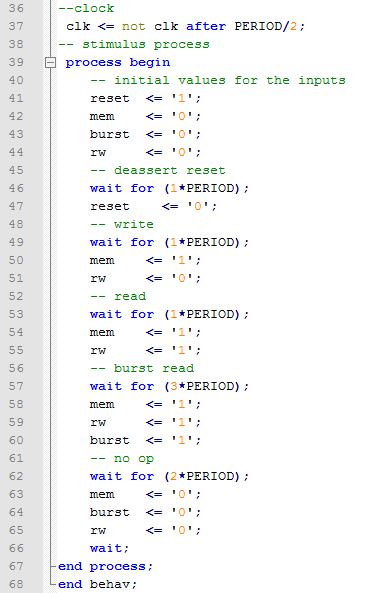 36 --clock
37 clk <= not clk after PERIOD/2;
38 -- stimulus process
39 process begin
40 -- initial values for the inputs
41 reset <= '1';
42 mem <= '0';
43 burst <= '0';
44 rw <= '0';
45 -- deassert reset
46 wait for (1*PERIOD);
47 reset <= '0';
48 -- write
49 wait for (1*PERIOD);
50 mem <= '1';
51 rw <= '0';
52 -- read
53 wait for (1*PERIOD);
54 mem <= '1';
55 rw <= '1';
56 -- burst read
57 wait for (3*PERIOD);
58 mem <= '1';
59 rw <= '1';
60 burst <= '1';
61 -- no op
62 wait for (2*PERIOD);
63 mem <= '0';
64 burst <= '0';
65 rw <= '0';
66 wait;
67 end process;
68 end behav;